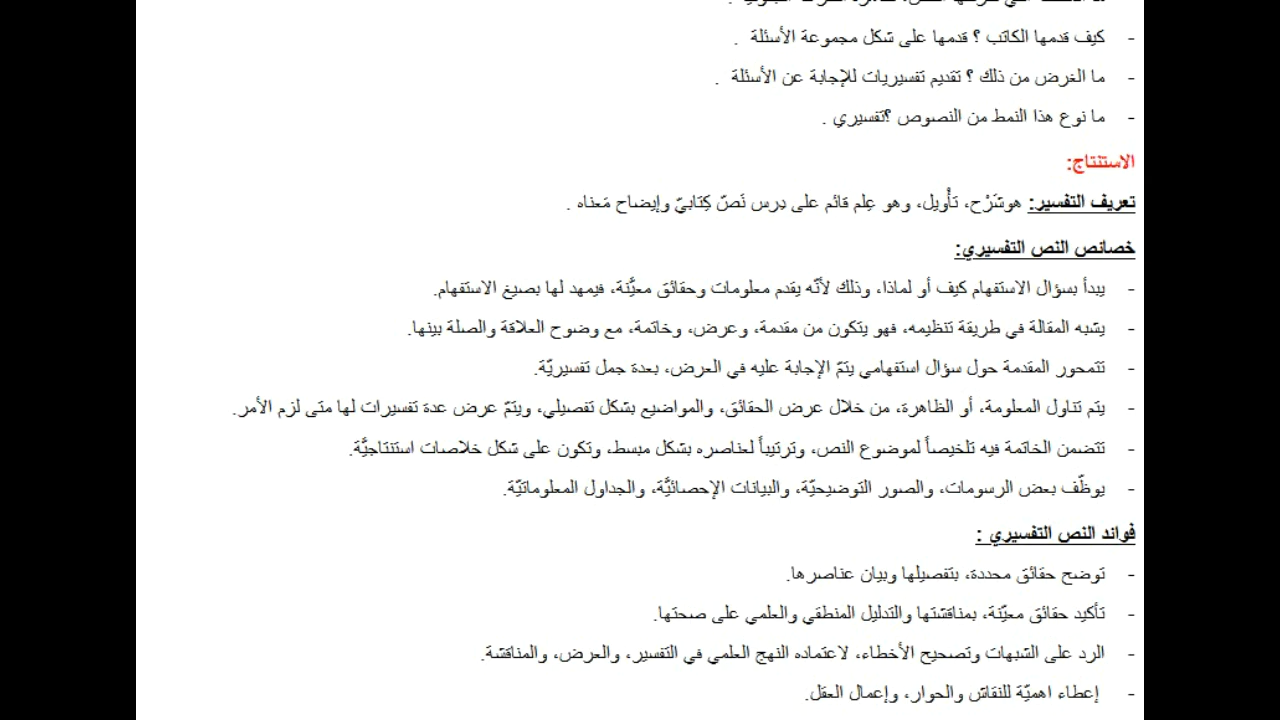 - كيف قدمها الكاتب ؟ قدمها على شكل مجموعة الأسئلة .
- ما الغرض من ذلك ؟ تقديم تفسيريات للإجابة عن الأسئلة .
- ما نوع هذا النمط من النصوص ؟تفسيري .
الاستنتاج:
تعريف التفسير: هوشَرْح، تأْويل، وهو عِلم قائم على دِرس نَصّ كِتابيّ وإيضاح مَعناه .
خصائص النص التفسيري:
- يبدأ بسؤال الاستفهام كيف أو لماذا، وذلك لأنّه يقدم معلومات وحقائق معيَّنة، فيمهد لها بصيغ الاستفهام.
- يشبه المقالة في طريقة تنظيمه، فهو يتكون من مقدمة، وعرض، وخاتمة، مع وضوح العلاقة والصلة بينها.
- تتمحور المقدمة حول سؤال استفهامي يتمّ الإجابة عليه في العرض، بعدة جمل تفسيريّة.
- يتم تناول المعلومة، أو الظاهرة، من خلال عرض الحقائق، والمواضيع بشكل تفصيلي، ويتمّ عرض عدة تفسيرات لها متى لزم الأمر.
- تتضمن الخاتمة فيه تلخيصاً لموضوع النص، وترتيباً لعناصره بشكل مبسط، وتكون على شكل خلاصات استنتاجيَّة.
- يوظّف بعض الرسومات، والصور التوضيحيّة، والبيانات الإحصائيَّة، والجداول المعلوماتيّة.
فوائد النص التفسيري :
- توضح حقائق محددة، بتفصيلها وبيان عناصرها.
- تأكيد حقائق معيّنة، بمناقشتها والتدليل المنطقي والعلمي على صحتها.
- الرد على الشبهات وتصحيح الأخطاء، لاعتماده النهج العلمي في التفسير، والعرض، والمناقشة.
- إعطاء اهميّة للنقاش والحوار، وإعمال العقل.